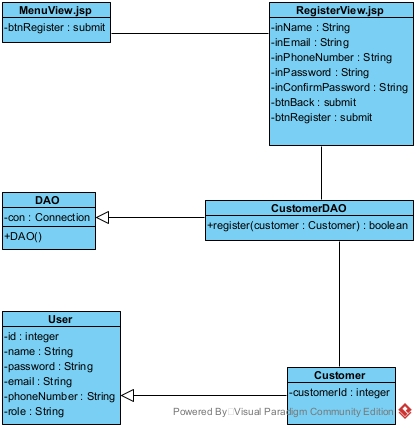 MenuView.jsp
-btnRegister : submit
RegisterView.jsp
-inName : String
-inEmail : String
-inPhoneNumber : String
-inPassword : String
-inConfirmPassword : String
-btnBack : submit
-btnRegister : submit
DAO
-con : Connection
+DAO()
CustomerDAO
+register(customer : Customer) : boolean
User
-id : integer
-name : String
-password : String
-email : String
-phoneNumber : String
-role : String
Customer
-customerId : integer
Powered By Visual Paradigm Community Edition